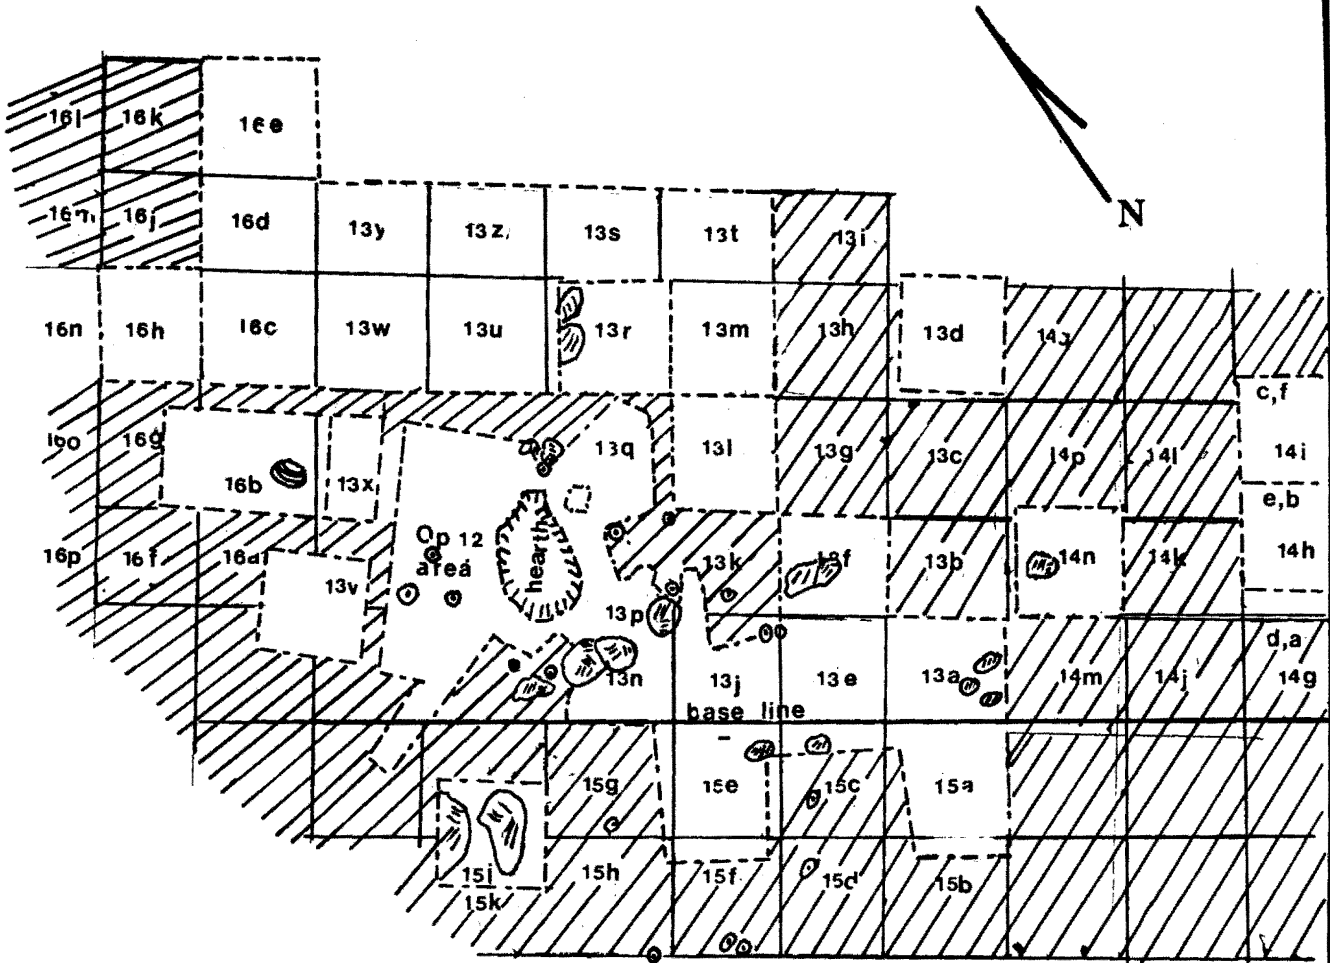 N
16l 16k 16e
16m 16j 16d 13y 13z 13s 13t 13i
16n 16h 16c 13w 13u 13r 13m 13h 13d
c,f
16o 16g 16b 13x 13q 13l 13g 13c 14p 14l 14i
e,b
Op 12
area
hearth
16p 16f 16a 13v 13k 13f 13b 14n 14k 14h
13p
d,a
13n 13j 13e 13a 14m 14j 14g
base line
15g 15e 15c 15a
15j 15h 15f 15d 15b
15k